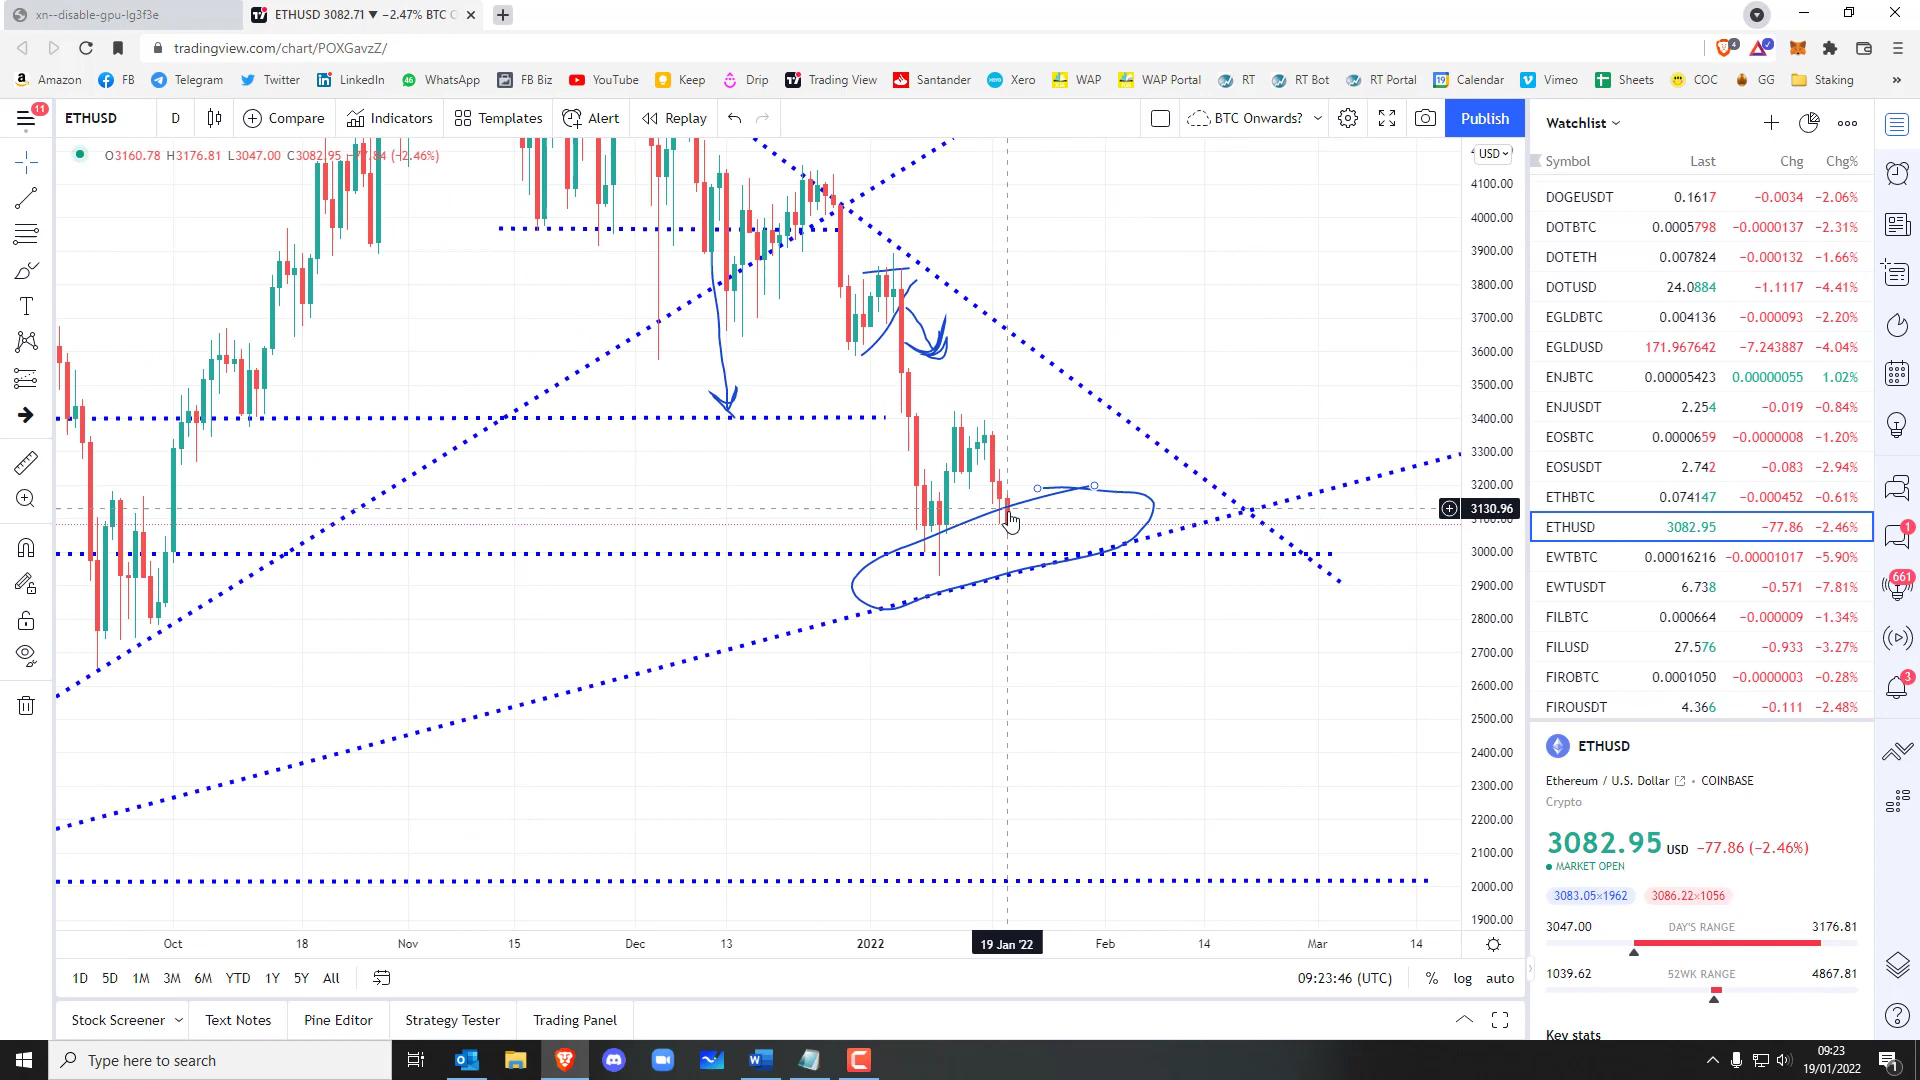 xn--disable-gpu-lg3f3e
ETHUSD 3082.71 ▼ −2.47% BTC O
tradingview.com/chart/POXGavzZ/
4
Amazon FB Telegram Twitter LinkedIn 46 WhatsApp FB Biz YouTube Keep Drip Trading View Santander Xero WAP WAP Portal RT RT Bot RT Portal Calendar Vimeo Sheets COC GG Staking »
11
ETHUSD D Compare Indicators Templates Alert Replay BTC Onwards? Publish
O3160.78 H3176.81 L3047.00 C3082.95 −77.84 (−2.46%)
USD
4100.00
4000.00
3900.00
3800.00
3700.00
3600.00
3500.00
3400.00
3300.00
3200.00
3130.96
3100.00
3000.00
2900.00
2800.00
2700.00
2600.00
2500.00
2400.00
2300.00
2200.00
2100.00
2000.00
1900.00
Oct 18 Nov 15 Dec 13 2022 19 Jan '22 Feb 14 Mar 14
1D 5D 1M 3M 6M YTD 1Y 5Y All
09:23:46 (UTC) % log auto
Stock Screener Text Notes Pine Editor Strategy Tester Trading Panel
Watchlist
Symbol Last Chg Chg%
DOGEUSDT 0.1617 −0.0034 −2.06%
DOTBTC 0.0005798 −0.0000137 −2.31%
DOTETH 0.007824 −0.000132 −1.66%
DOTUSD 24.0884 −1.1117 −4.41%
EGLDBTC 0.004136 −0.000093 −2.20%
EGLDUSD 171.967642 −7.243887 −4.04%
ENJBTC 0.00005423 0.00000055 1.02%
ENJUSDT 2.254 −0.019 −0.84%
EOSBTC 0.0000659 −0.0000008 −1.20%
EOSUSDT 2.742 −0.083 −2.94%
ETHBTC 0.074147 −0.000452 −0.61%
ETHUSD 3082.95 −77.86 −2.46%
EWTBTC 0.00016216 −0.00001017 −5.90%
EWTUSDT 6.738 −0.571 −7.81%
FILBTC 0.000664 −0.000009 −1.34%
FILUSD 27.576 −0.933 −3.27%
FIROBTC 0.0001050 −0.0000003 −0.28%
FIROUSDT 4.366 −0.111 −2.48%
1
661
3
ETHUSD
Ethereum / U.S. Dollar • COINBASE
Crypto
3082.95 USD −77.86 (−2.46%)
MARKET OPEN
3083.05×1962 3086.22×1056
3047.00 DAY'S RANGE 3176.81
1039.62 52WK RANGE 4867.81
Key stats
Type here to search
09:23
19/01/2022
1